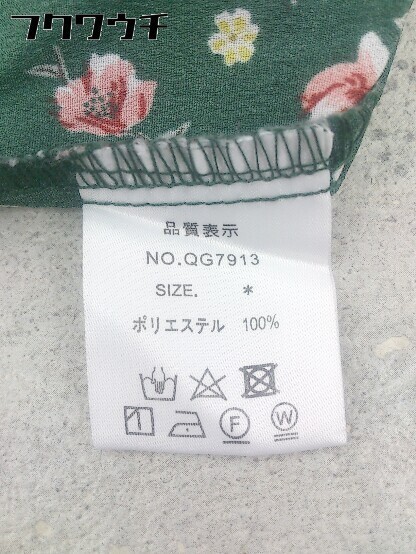 フクワウチ
品質表示
NO.QG7913
SIZE. *
ポリエステル 100%
F W